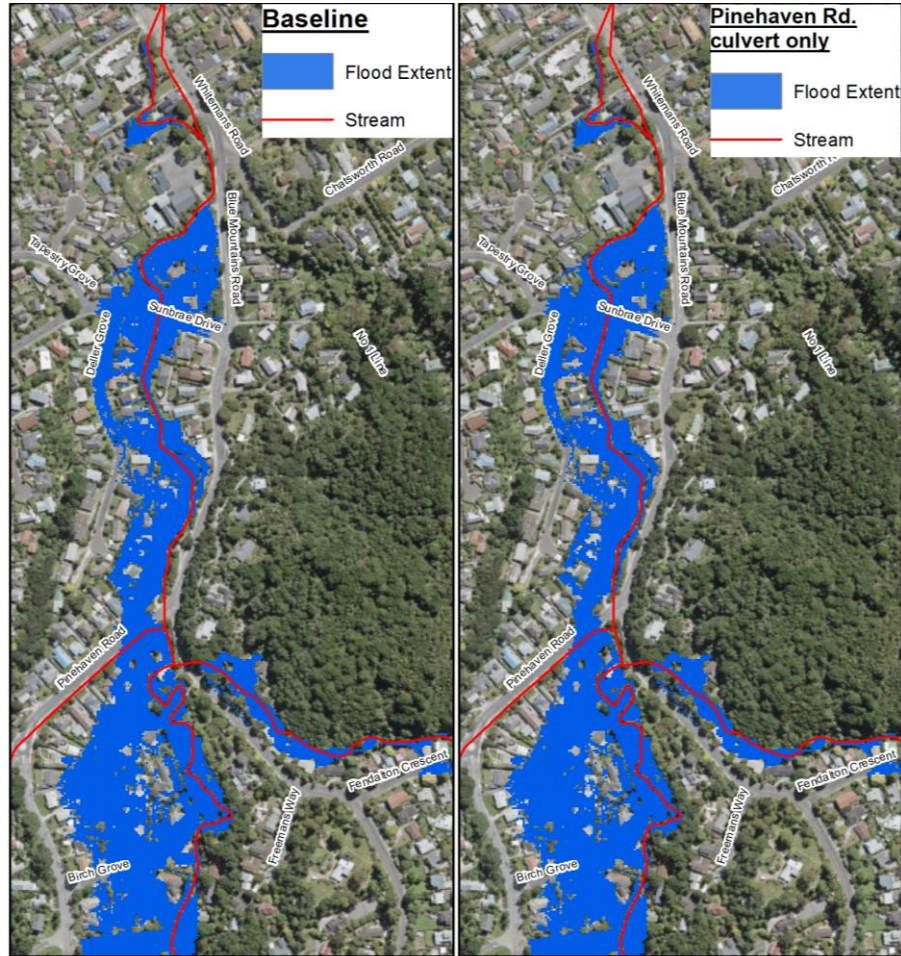 Baseline
Flood Extent
Stream
Whitemans Road
Chatsworth Road
Blue Mountains Road
Tapestry Grove
Deller Grove
Sunbrae Drive
No 1 Line
Pinehaven Road
Fendalton Crescent
Freemans Way
Birch Grove
Pinehaven Rd.
culvert only
Flood Extent
Stream
Whitemans Road
Chatsworth R
Blue Mountains Road
Tapestry Grove
Deller Grove
Sunbrae Drive
No 1 Line
Pinehaven Road
Fendalton Crescent
Freemans Way
Birch Grove